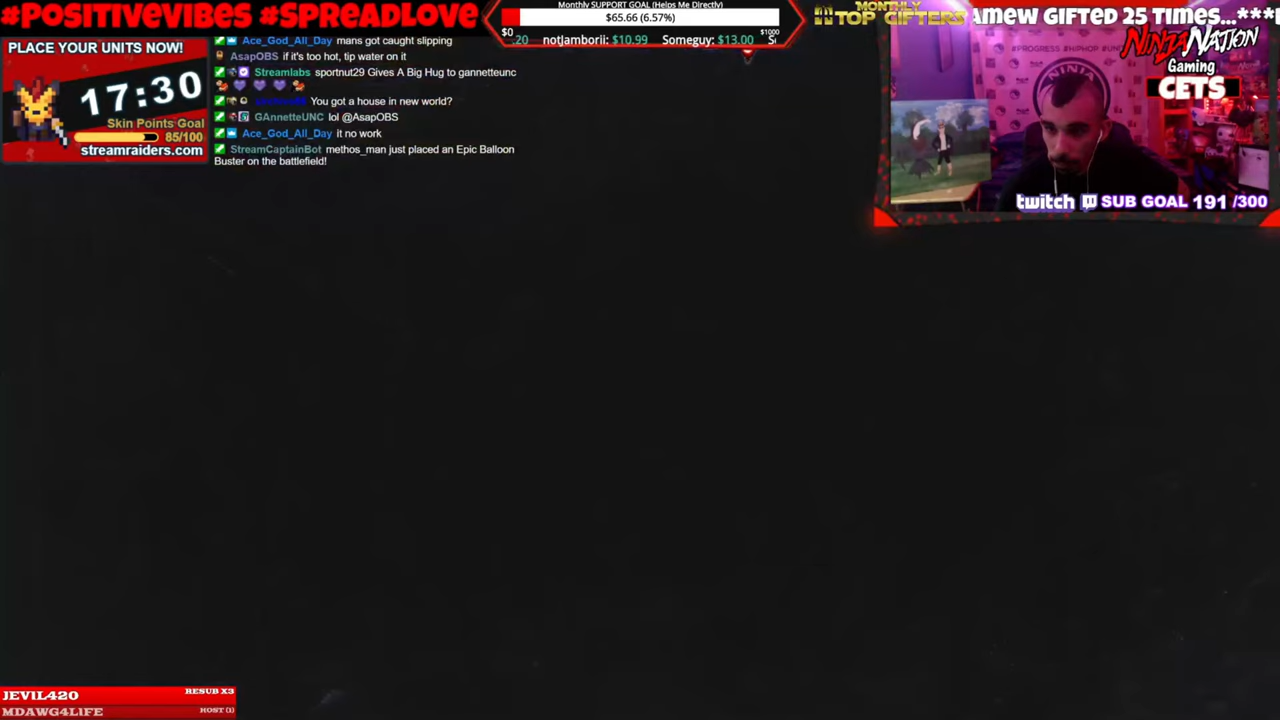 #POSITIVEVIBES #SPREADLOVE
Monthly SUPPORT GOAL (Helps Me Directly)
$65.66 (6.57%)
$0
$1000
.20 notJamborii: $10.99 Someguy: $13.00
MONTHLY
TOP GIFTERS
AMEW GIFTED 25 TIMES...***
NINJANATION
Gaming
CETS
#PROGRESS #HIPHOP
NINJA
twitch SUB GOAL 191 /300
PLACE YOUR UNITS NOW!
17:30
Skin Points Goal
85/100
streamraiders.com
Ace_God_All_Day mans got caught slipping
AsapOBS if it's too hot, tip water on it
Streamlabs sportnut29 Gives A Big Hug to gannetteunc
You got a house in new world?
GAnnetteUNC lol @AsapOBS
Ace_God_All_Day it no work
StreamCaptainBot methos_man just placed an Epic Balloon
Buster on the battlefield!
JEVIL420 RESUB X3
MDAWG4LIFE HOST (1)